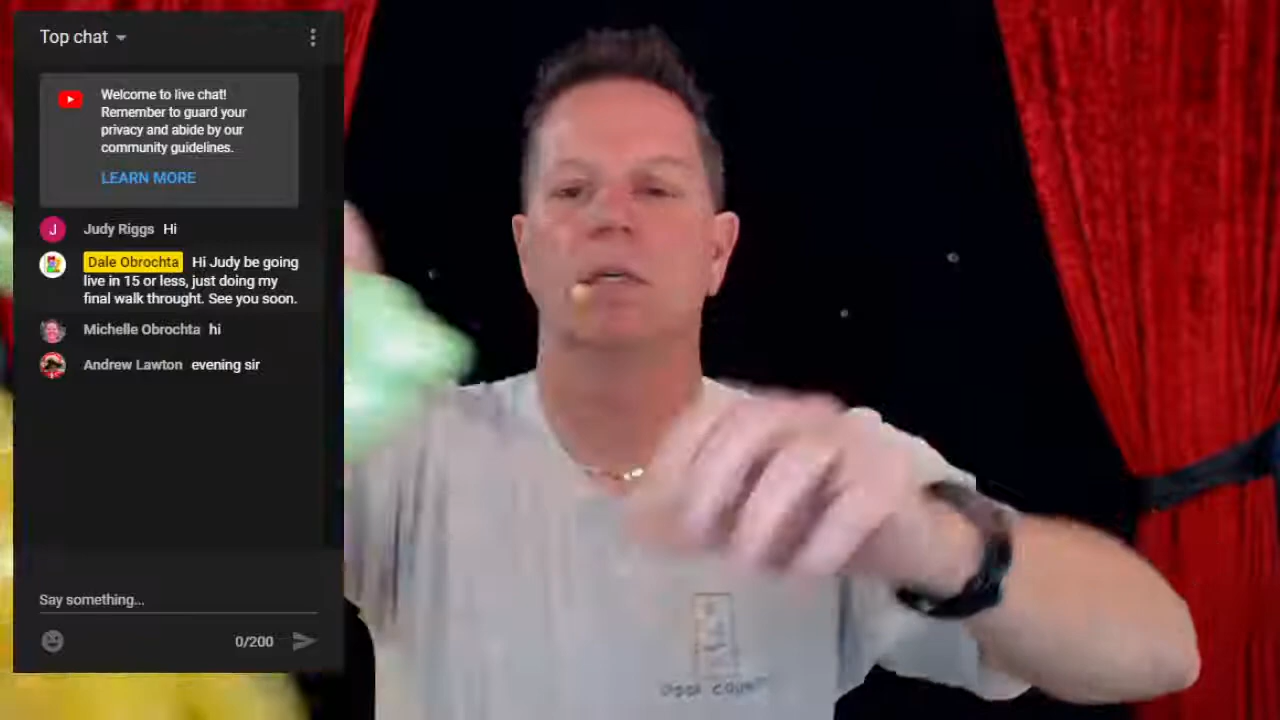 Top chat
Welcome to live chat!
Remember to guard your
privacy and abide by our
community guidelines.
LEARN MORE
J Judy Riggs Hi
Dale Obrochta Hi Judy be going
live in 15 or less, just doing my
final walk throught. See you soon.
Michelle Obrochta hi
Andrew Lawton evening sir
Say something...
0/200